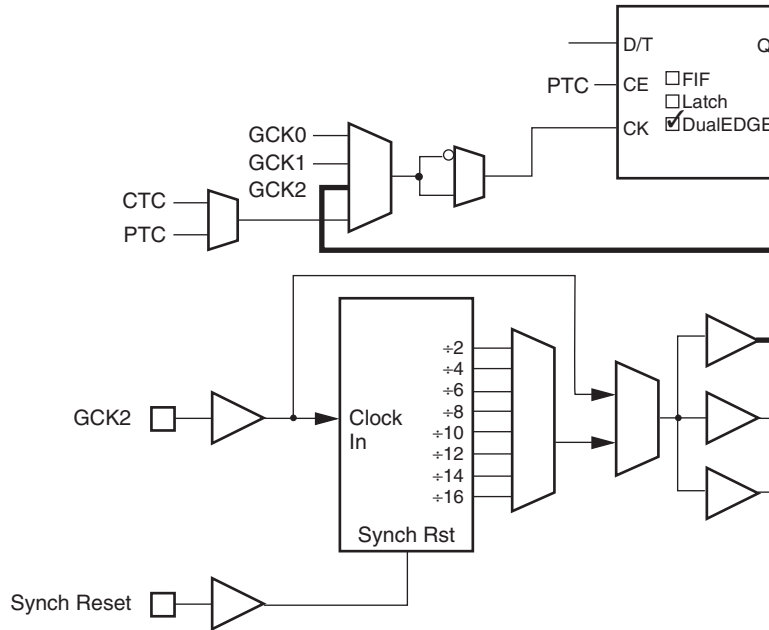 D/T
Q
PTC
CE
FIF
Latch
DualEDGE
CK
GCK0
GCK1
GCK2
CTC
PTC
÷2
÷4
÷6
÷8
÷10
÷12
÷14
÷16
GCK2
Clock
In
Synch Rst
Synch Reset